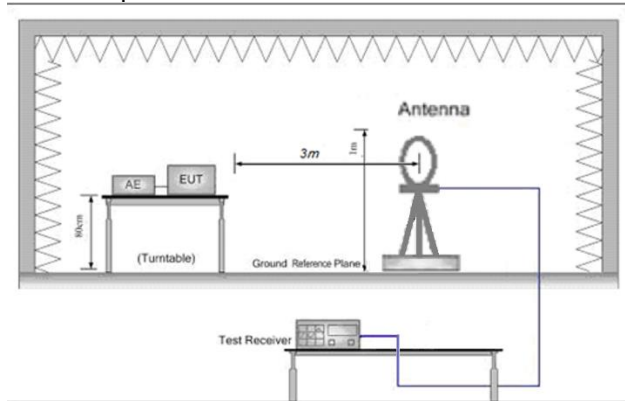 Antenna
3m
1m
AE
EUT
80cm
(Turntable)
Ground Reference Plane
Test Receiver